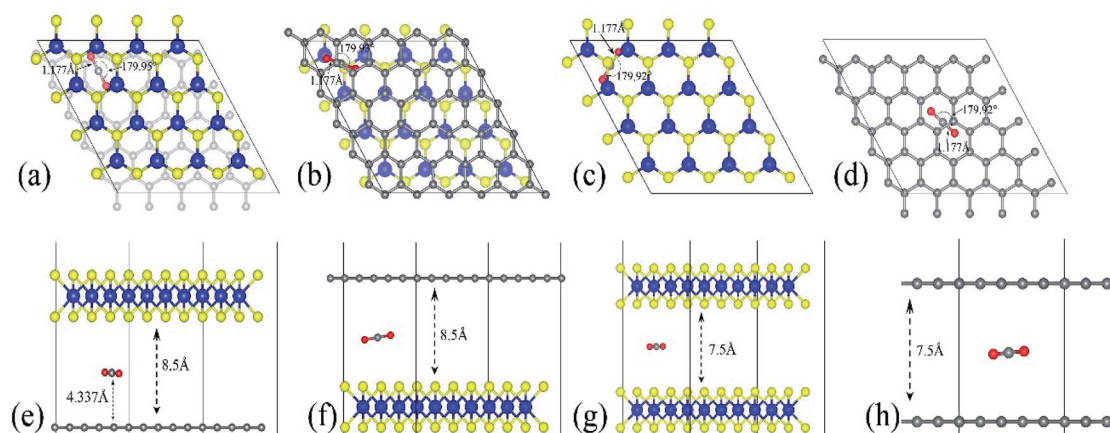 (a)
1.177Å
179.95°
(b)
179.93°
1.177Å
(c)
1.177Å
179.92°
(d)
179.92°
1.177Å
(e)
8.5Å
4.337Å
(f)
8.5Å
(g)
7.5Å
(h)
7.5Å